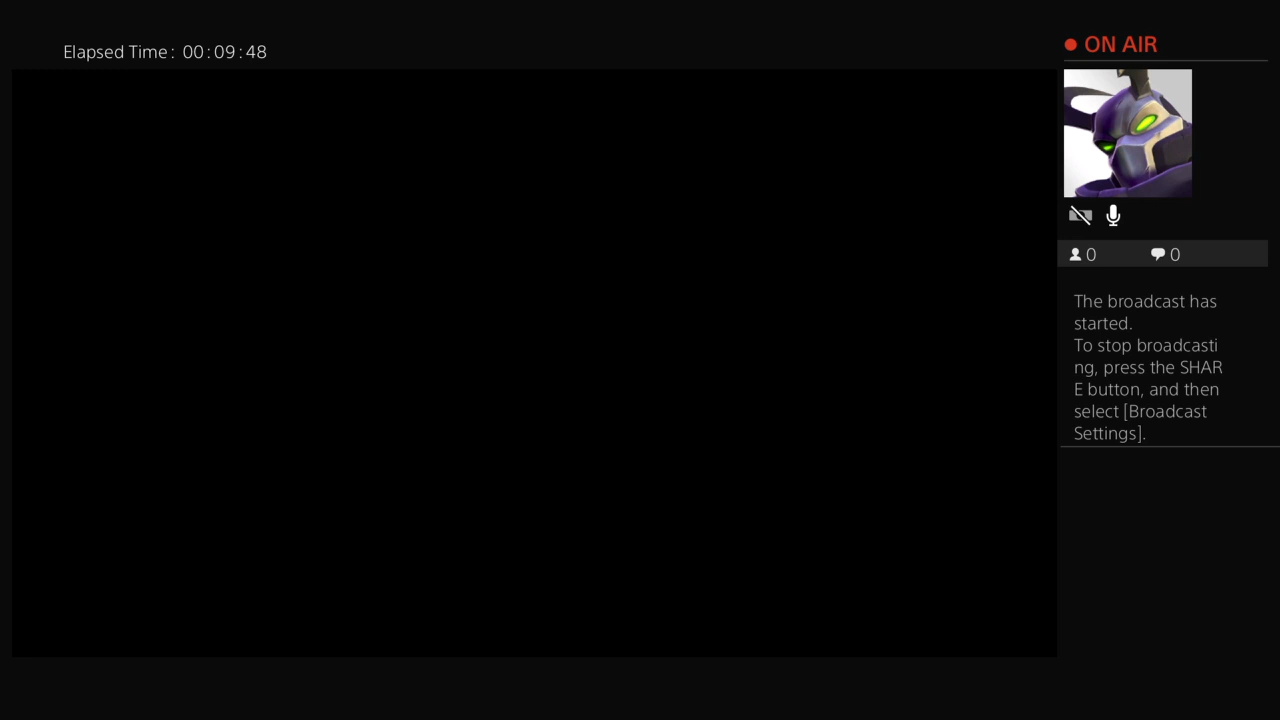 Elapsed Time: 00:09:48
ON AIR
0 0
The broadcast has
started.
To stop broadcasti
ng, press the SHAR
E button, and then
select [Broadcast
Settings].